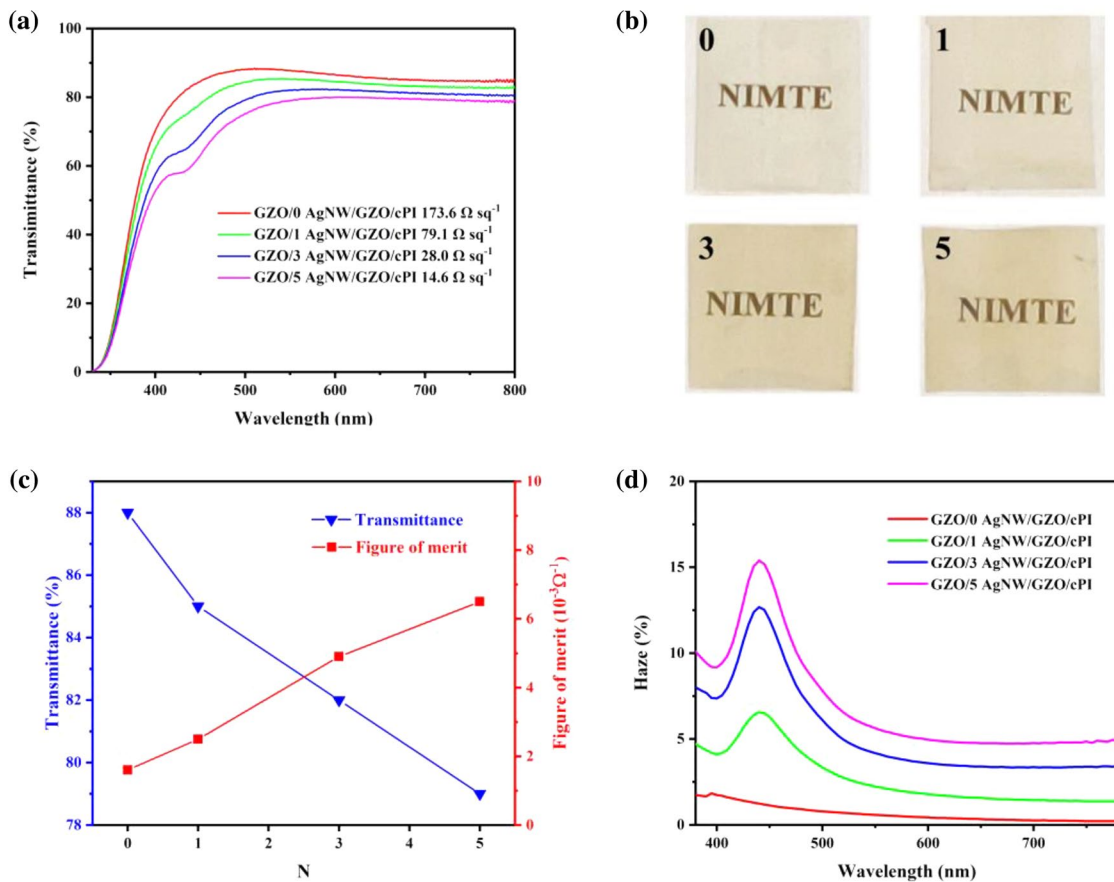 (a)
100
80
60
40
20
0
Transimittance (%)
GZO/0 AgNW/GZO/cPI 173.6 Ω sq⁻¹
GZO/1 AgNW/GZO/cPI 79.1 Ω sq⁻¹
GZO/3 AgNW/GZO/cPI 28.0 Ω sq⁻¹
GZO/5 AgNW/GZO/cPI 14.6 Ω sq⁻¹
400 500 600 700 800
Wavelength (nm)
(b)
0
NIMTE
1
NIMTE
3
NIMTE
5
NIMTE
(c)
88
86
84
82
80
78
Transmittance (%)
Transmittance
Figure of merit
10
8
6
4
2
0
Figure of merit (10⁻³Ω⁻¹)
0 1 2 3 4 5
N
(d)
20
15
10
5
0
Haze (%)
GZO/0 AgNW/GZO/cPI
GZO/1 AgNW/GZO/cPI
GZO/3 AgNW/GZO/cPI
GZO/5 AgNW/GZO/cPI
400 500 600 700
Wavelength (nm)